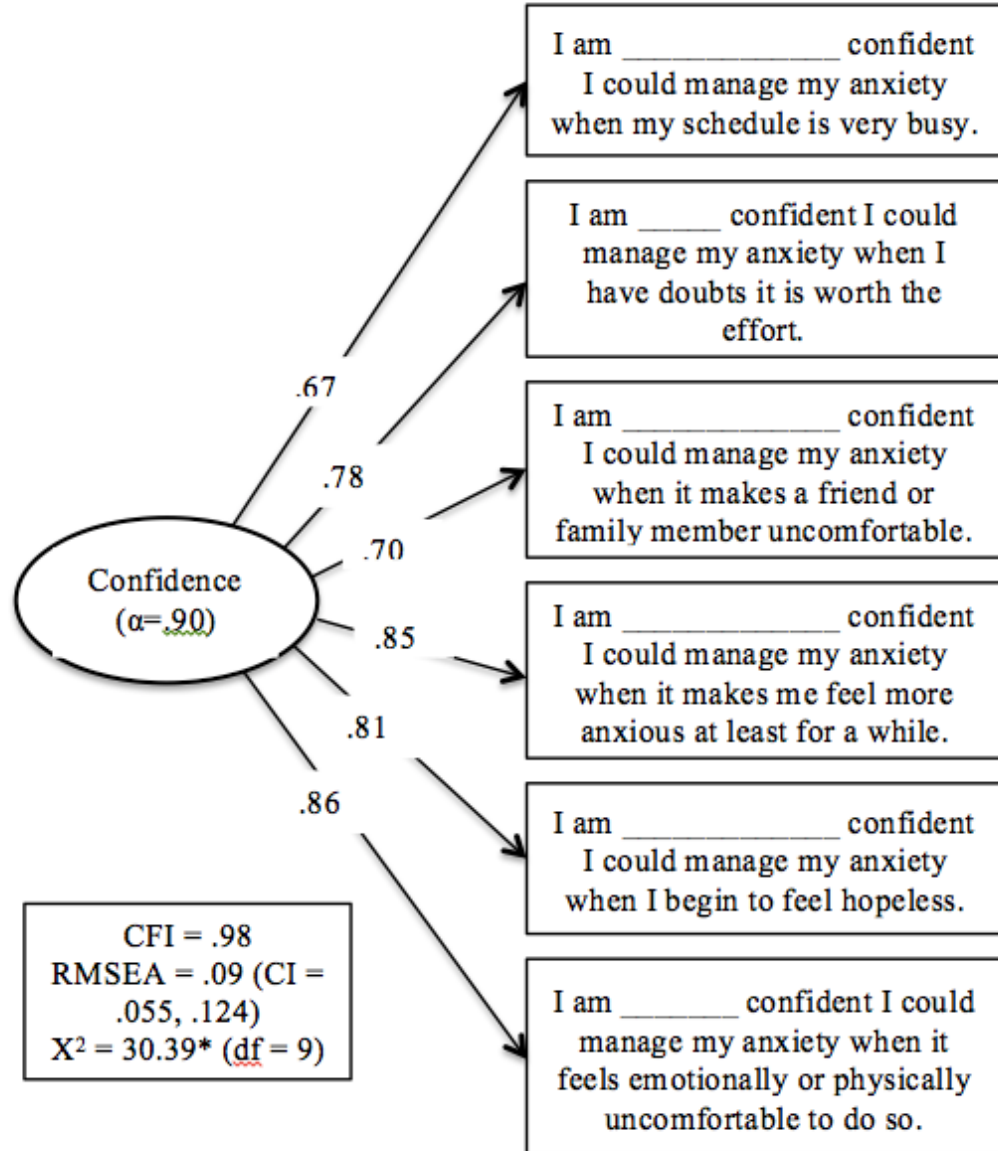 I am _____________ confident
I could manage my anxiety
when my schedule is very busy.
I am _____ confident I could
manage my anxiety when I
have doubts it is worth the
effort.
I am _____________ confident
I could manage my anxiety
when it makes a friend or
family member uncomfortable.
I am _____________ confident
I could manage my anxiety
when it makes me feel more
anxious at least for a while.
I am _____________ confident
I could manage my anxiety
when I begin to feel hopeless.
I am _______ confident I could
manage my anxiety when it
feels emotionally or physically
uncomfortable to do so.
.67
.78
.70
.85
.81
.86
Confidence
(α=.90)
CFI = .98
RMSEA = .09 (CI =
.055, .124)
X² = 30.39* (df = 9)